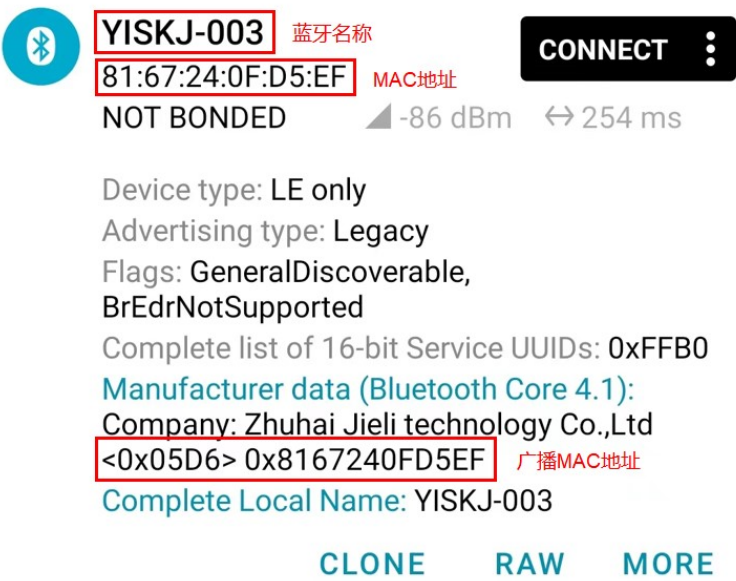 YISKJ-003 蓝牙名称 CONNECT
81:67:24:0F:D5:EF MAC地址
NOT BONDED -86 dBm 254 ms
Device type: LE only
Advertising type: Legacy
Flags: GeneralDiscoverable,
BrEdrNotSupported
Complete list of 16-bit Service UUIDs: 0xFFB0
Manufacturer data (Bluetooth Core 4.1):
Company: Zhuhai Jieli technology Co.,Ltd
<0x05D6> 0x8167240FD5EF 广播MAC地址
Complete Local Name: YISKJ-003
CLONE RAW MORE